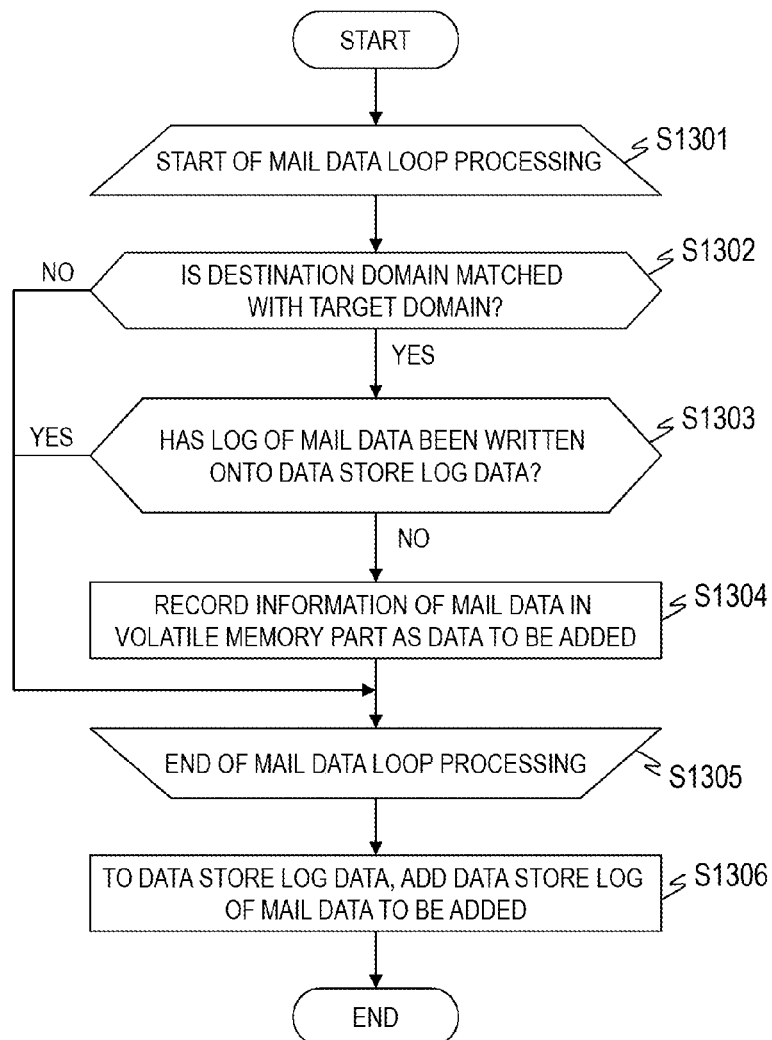 START
START OF MAIL DATA LOOP PROCESSING
S1301
NO
IS DESTINATION DOMAIN MATCHED
WITH TARGET DOMAIN?
S1302
YES
YES
HAS LOG OF MAIL DATA BEEN WRITTEN
ONTO DATA STORE LOG DATA?
S1303
NO
RECORD INFORMATION OF MAIL DATA IN
VOLATILE MEMORY PART AS DATA TO BE ADDED
S1304
END OF MAIL DATA LOOP PROCESSING
S1305
TO DATA STORE LOG DATA, ADD DATA STORE LOG
OF MAIL DATA TO BE ADDED
S1306
END